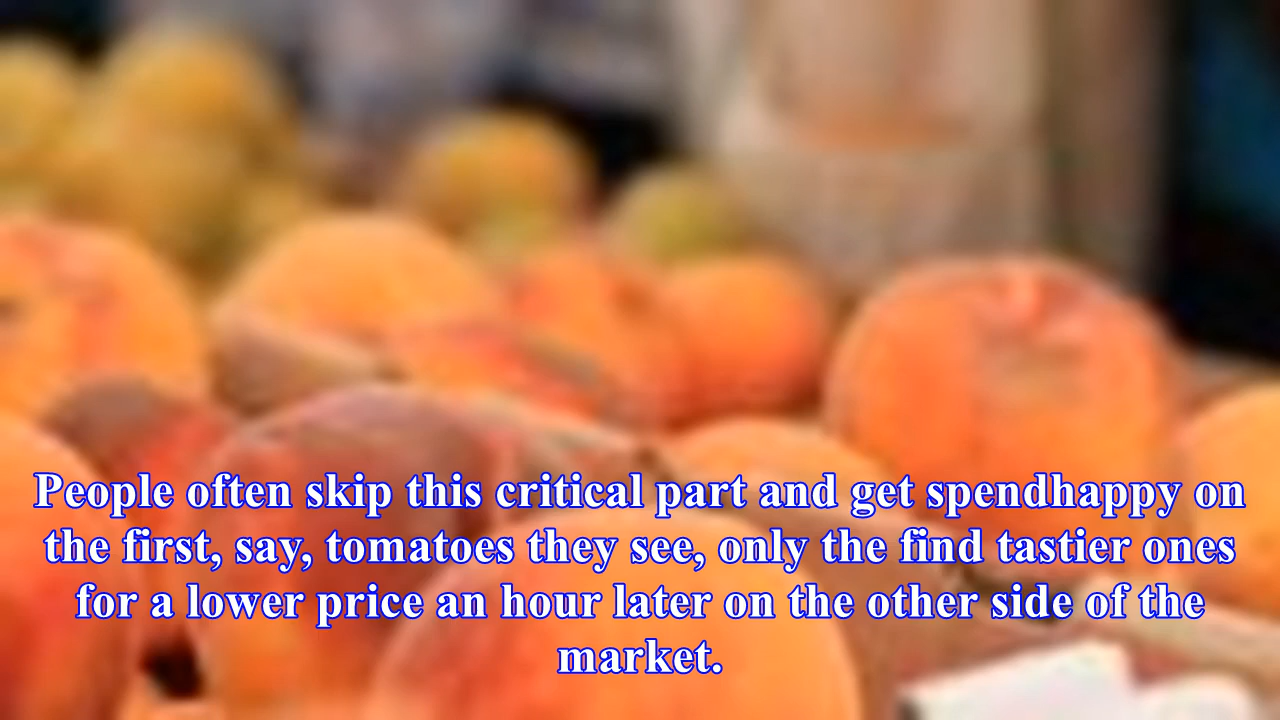 People often skip this critical part and get spendhappy on
the first, say, tomatoes they see, only the find tastier ones
for a lower price an hour later on the other side of the
market.